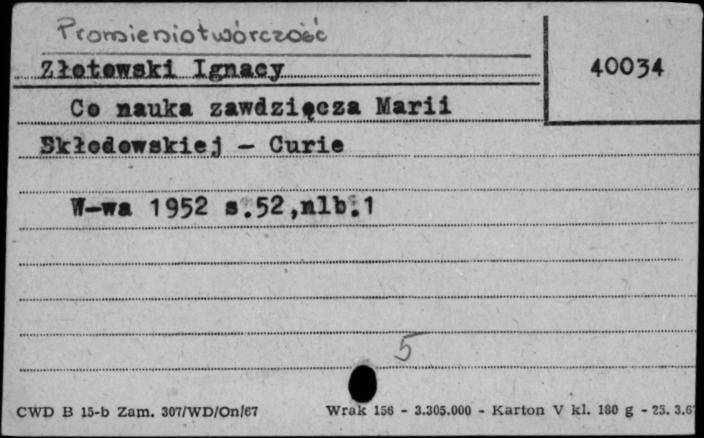 Promieniotwórczość
Złotowski Ignacy
40034
Co nauka zawdzięcza Marii
Skłodowskiej - Curie
W-wa 1952 s.52,nlb.1
5
CWD B 15-b Zam. 307/WD/On/67
Wrak 156 - 3.305.000 - Karton V kl. 180 g - 25. 3.6